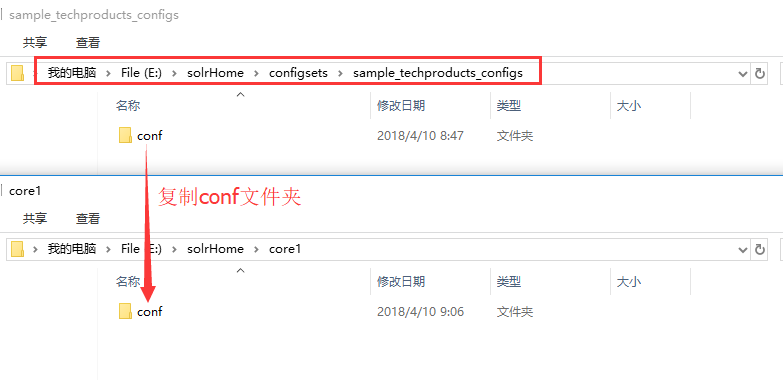 sample_techproducts_configs
共享 查看
我的电脑 > File (E:) > solrHome > configsets > sample_techproducts_configs
名称 修改日期 类型 大小
conf 2018/4/10 8:47 文件夹
core1
复制conf文件夹
共享 查看
我的电脑 > File (E:) > solrHome > core1
名称 修改日期 类型 大小
conf 2018/4/10 9:06 文件夹